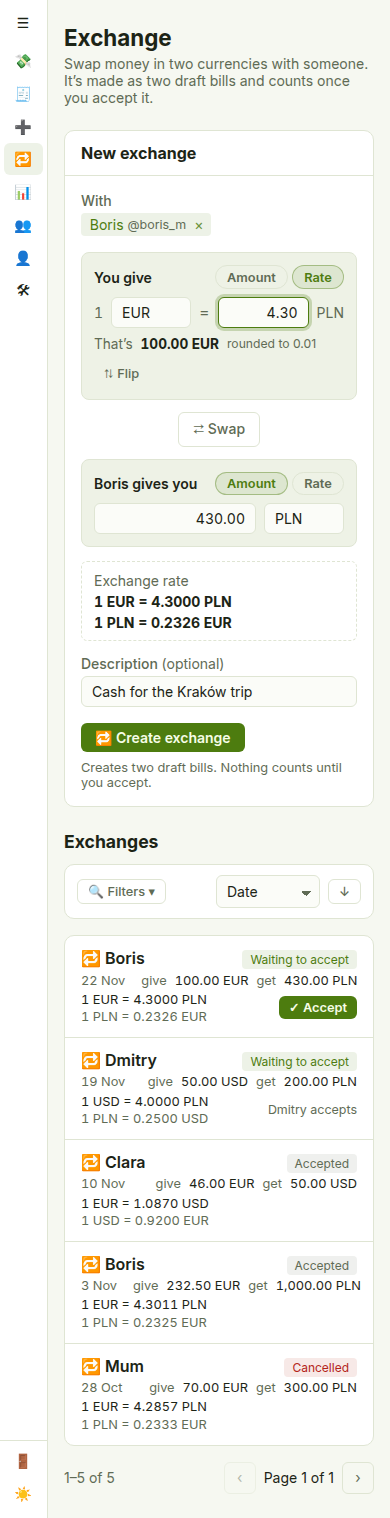 Exchange
Swap money in two currencies with someone.
It's made as two draft bills and counts once
you accept it.
New exchange
With
Boris @boris_m ×
You give Amount Rate
1 EUR = 4.30 PLN
That's 100.00 EUR rounded to 0.01
⇅ Flip
⇄ Swap
Boris gives you Amount Rate
430.00 PLN
Exchange rate
1 EUR = 4.3000 PLN
1 PLN = 0.2326 EUR
Description (optional)
Cash for the Kraków trip
🔁 Create exchange
Creates two draft bills. Nothing counts until
you accept.
Exchanges
🔍 Filters ▾ Date ↓
🔁 Boris Waiting to accept
22 Nov give 100.00 EUR get 430.00 PLN
1 EUR = 4.3000 PLN
1 PLN = 0.2326 EUR
✓ Accept
🔁 Dmitry Waiting to accept
19 Nov give 50.00 USD get 200.00 PLN
1 USD = 4.0000 PLN
1 PLN = 0.2500 USD
Dmitry accepts
🔁 Clara Accepted
10 Nov give 46.00 EUR get 50.00 USD
1 EUR = 1.0870 USD
1 USD = 0.9200 EUR
🔁 Boris Accepted
3 Nov give 232.50 EUR get 1,000.00 PLN
1 EUR = 4.3011 PLN
1 PLN = 0.2325 EUR
🔁 Mum Cancelled
28 Oct give 70.00 EUR get 300.00 PLN
1 EUR = 4.2857 PLN
1 PLN = 0.2333 EUR
1–5 of 5 ‹ Page 1 of 1 ›